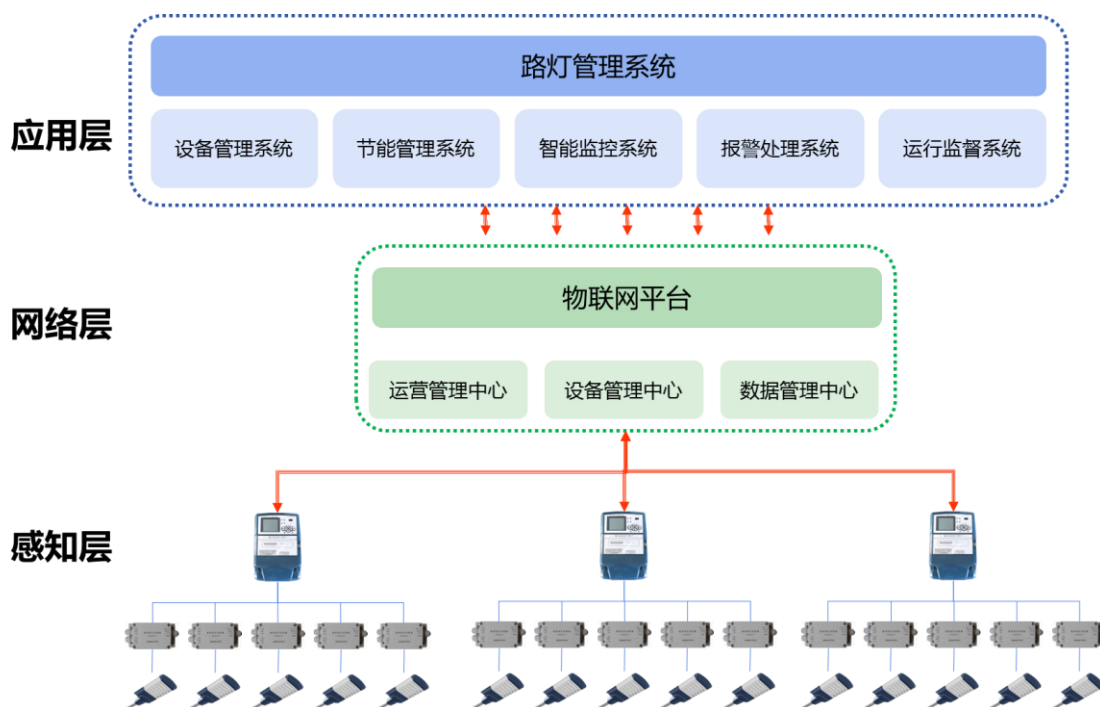 路灯管理系统
应用层
设备管理系统
节能管理系统
智能监控系统
报警处理系统
运行监督系统
网络层
物联网平台
运营管理中心
设备管理中心
数据管理中心
感知层